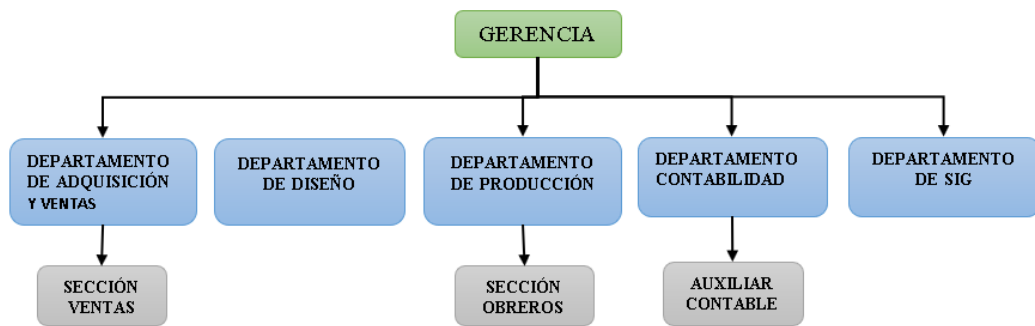 GERENCIA
DEPARTAMENTO
DE ADQUISICIÓN
Y VENTAS
DEPARTAMENTO
DE DISEÑO
DEPARTAMENTO
DE PRODUCCIÓN
DEPARTAMENTO
CONTABILIDAD
DEPARTAMENTO
DE SIG
SECCIÓN
VENTAS
SECCIÓN
OBREROS
AUXILIAR
CONTABLE